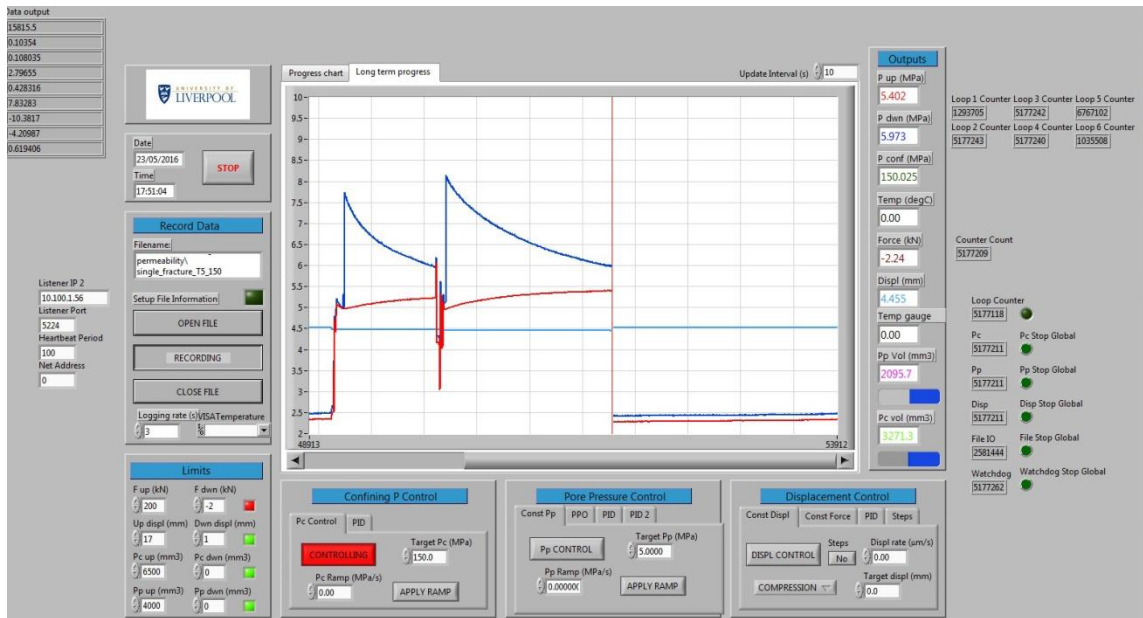 Data output
15815.5
0.10354
0.108035
2.79655
0.428316
7.83283
-10.3817
-4.20987
0.619406
UNIVERSITY OF
LIVERPOOL
Date
23/05/2016
Time
17:51:04
STOP
Record Data
Filename:
permeability\
single_fracture_T5_150
Setup File Information
OPEN FILE
RECORDING
CLOSE FILE
Logging rate (s) VISATemperature
3
Listener IP 2
10.100.1.56
Listener Port
5224
Heartbeat Period
100
Net Address
0
Limits
F up (kN) F dwn (kN)
200 -2
Up displ (mm) Dwn displ (mm)
17 1
Pc up (mm3) Pc dwn (mm3)
6500 0
Pp up (mm3) Pp dwn (mm3)
4000 0
Progress chart Long term progress
Update Interval (s) 10
10-
9.5-
9-
8.5-
8-
7.5-
7-
6.5-
6-
5.5-
5-
4.5-
4-
3.5-
3-
2.5-
2-
48913 53912
Confining P Control
Pc Control PID
CONTROLLING
Target Pc (MPa)
150.0
Pc Ramp (MPa/s)
0.00
APPLY RAMP
Pore Pressure Control
Const Pp PPO PID PID 2
Pp CONTROL
Target Pp (MPa)
5.0000
Pp Ramp (MPa/s)
0.00000
APPLY RAMP
Displacement Control
Const Displ Const Force PID Steps
DISPL CONTROL
Steps
No
Displ rate (µm/s)
0.00
COMPRESSION
Target displ (mm)
0.0
Outputs
P up (MPa)
5.402
P dwn (MPa)
5.973
P conf (MPa)
150.025
Temp (degC)
0.00
Force (kN)
-2.24
Displ (mm)
4.455
Temp gauge
0.00
Pp Vol (mm3)
2095.7
Pc vol (mm3)
3271.3
Loop 1 Counter Loop 3 Counter Loop 5 Counter
1293705 5177242 6767102
Loop 2 Counter Loop 4 Counter Loop 6 Counter
5177243 5177240 1035508
Counter Count
5177209
Loop Counter
5177118
Pc Pc Stop Global
5177211
Pp Pp Stop Global
5177211
Disp Disp Stop Global
5177211
File IO File Stop Global
2581444
Watchdog Watchdog Stop Global
5177262